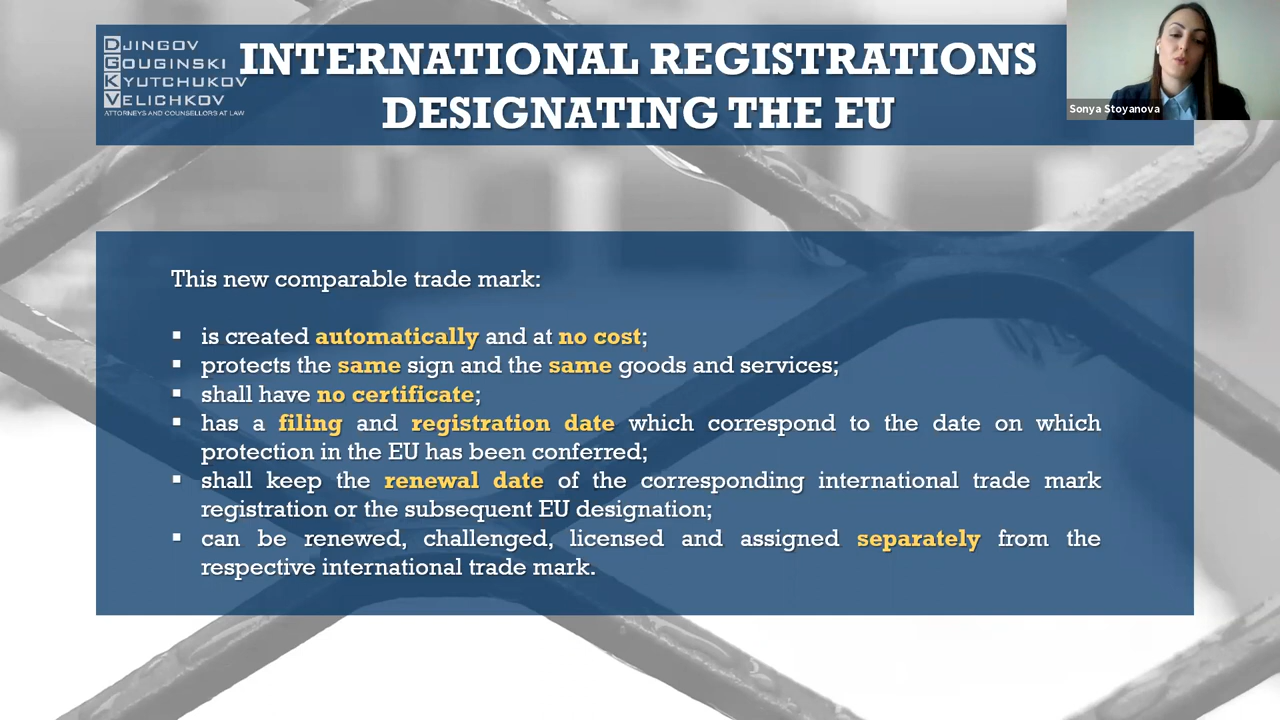 DJINGOV
GOUGINSKI
KYUTCHUKOV
VELICHKOV
ATTORNEYS AND COUNSELLORS AT LAW
INTERNATIONAL REGISTRATIONS
DESIGNATING THE EU
Sonya Stoyanova
This new comparable trade mark:
▪ is created automatically and at no cost;
▪ protects the same sign and the same goods and services;
▪ shall have no certificate;
▪ has a filing and registration date which correspond to the date on which
protection in the EU has been conferred;
▪ shall keep the renewal date of the corresponding international trade mark
registration or the subsequent EU designation;
▪ can be renewed, challenged, licensed and assigned separately from the
respective international trade mark.